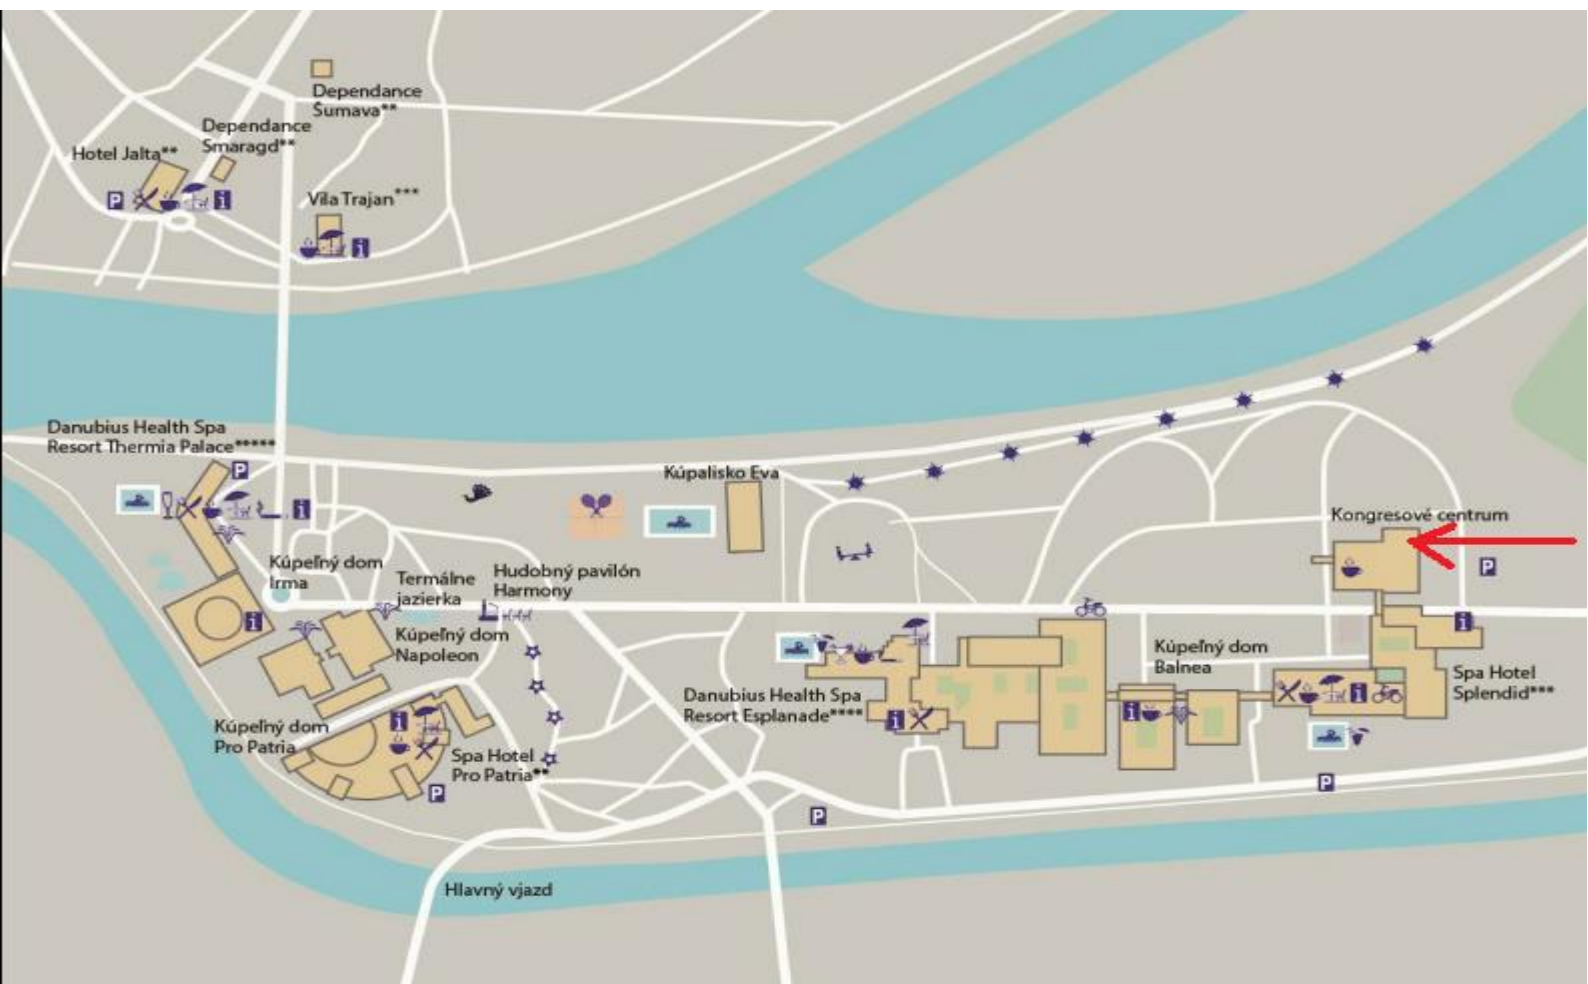 Dependance
Šumava**
Dependance
Smaragd**
Hotel Jalta**
P
i
Vila Trajan***
i
Danubius Health Spa
Resort Thermia Palace*****
P
i
Kúpalisko Eva
Kongresové centrum
P
Kúpeľný dom
Irma
i
Termálne
jazierka
Hudobný pavilón
Harmony
Kúpeľný dom
Napoleon
i
Kúpeľný dom
Balnea
Spa Hotel
Splendid***
Danubius Health Spa
Resort Esplanade****
i
i
i
Kúpeľný dom
Pro Patria
i
Spa Hotel
Pro Patria**
P
P
P
Hlavný vjazd